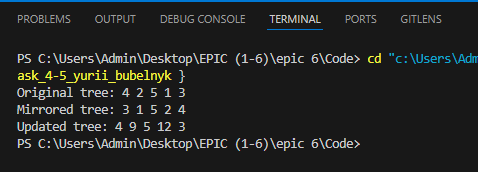 PROBLEMS OUTPUT DEBUG CONSOLE TERMINAL PORTS GITLENS
PS C:\Users\Admin\Desktop\EPIC (1-6)\epic 6\Code> cd "c:\Users\Adm
ask_4-5_yurii_bubelnyk }
Original tree: 4 2 5 1 3
Mirrored tree: 3 1 5 2 4
Updated tree: 4 9 5 12 3
PS C:\Users\Admin\Desktop\EPIC (1-6)\epic 6\Code>